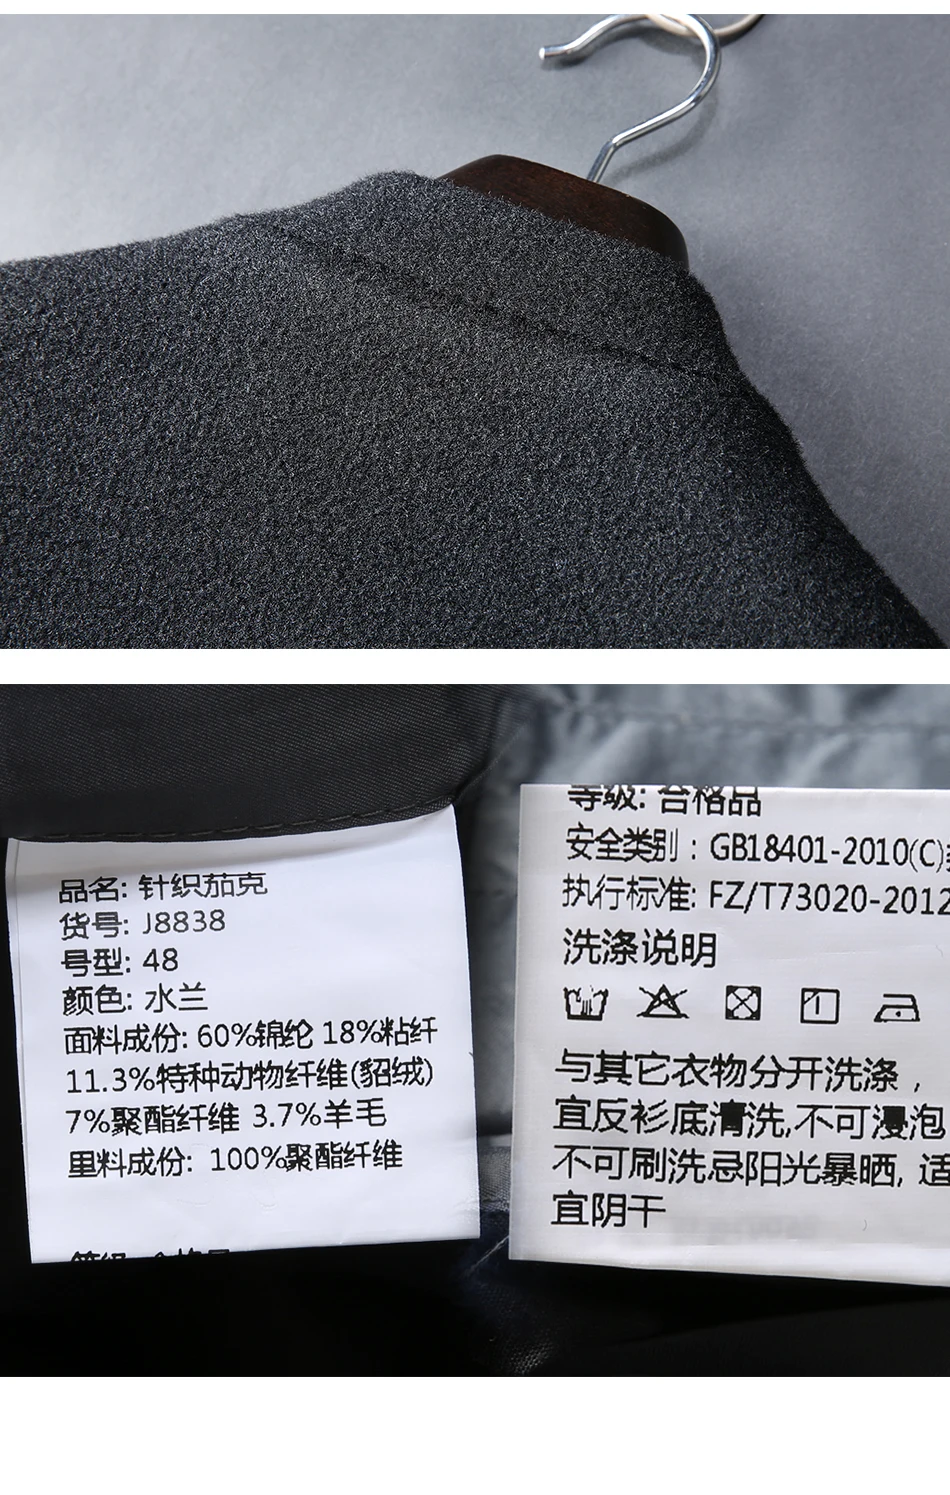 品名: 针织茄克
货号: J8838
号型: 48
颜色: 水兰
面料成份: 60%锦纶 18%粘纤
11.3%特种动物纤维(貂绒)
7%聚酯纤维 3.7%羊毛
里料成份: 100%聚酯纤维
等级: 合格品
安全类别：GB18401-2010(C)
执行标准: FZ/T73020-2012
洗涤说明
与其它衣物分开洗涤，
宜反衫底清洗,不可浸泡
不可刷洗忌阳光暴晒, 适
宜阴干